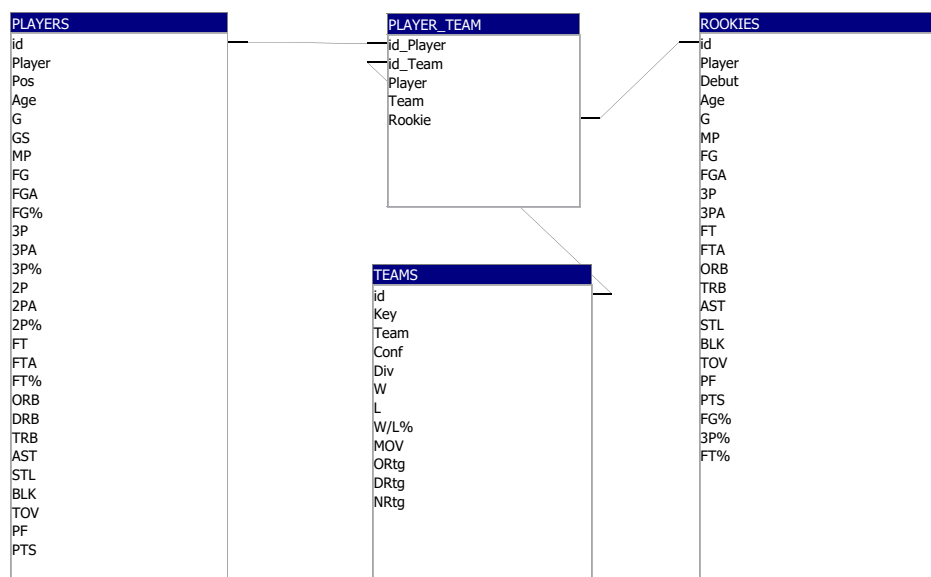 PLAYERS
id
Player
Pos
Age
G
GS
MP
FG
FGA
FG%
3P
3PA
3P%
2P
2PA
2P%
FT
FTA
FT%
ORB
DRB
TRB
AST
STL
BLK
TOV
PF
PTS
PLAYER_TEAM
id_Player
id_Team
Player
Team
Rookie
TEAMS
id
Key
Team
Conf
Div
W
L
W/L%
MOV
ORtg
DRtg
NRtg
ROOKIES
id
Player
Debut
Age
G
MP
FG
FGA
3P
3PA
FT
FTA
ORB
TRB
AST
STL
BLK
TOV
PF
PTS
FG%
3P%
FT%